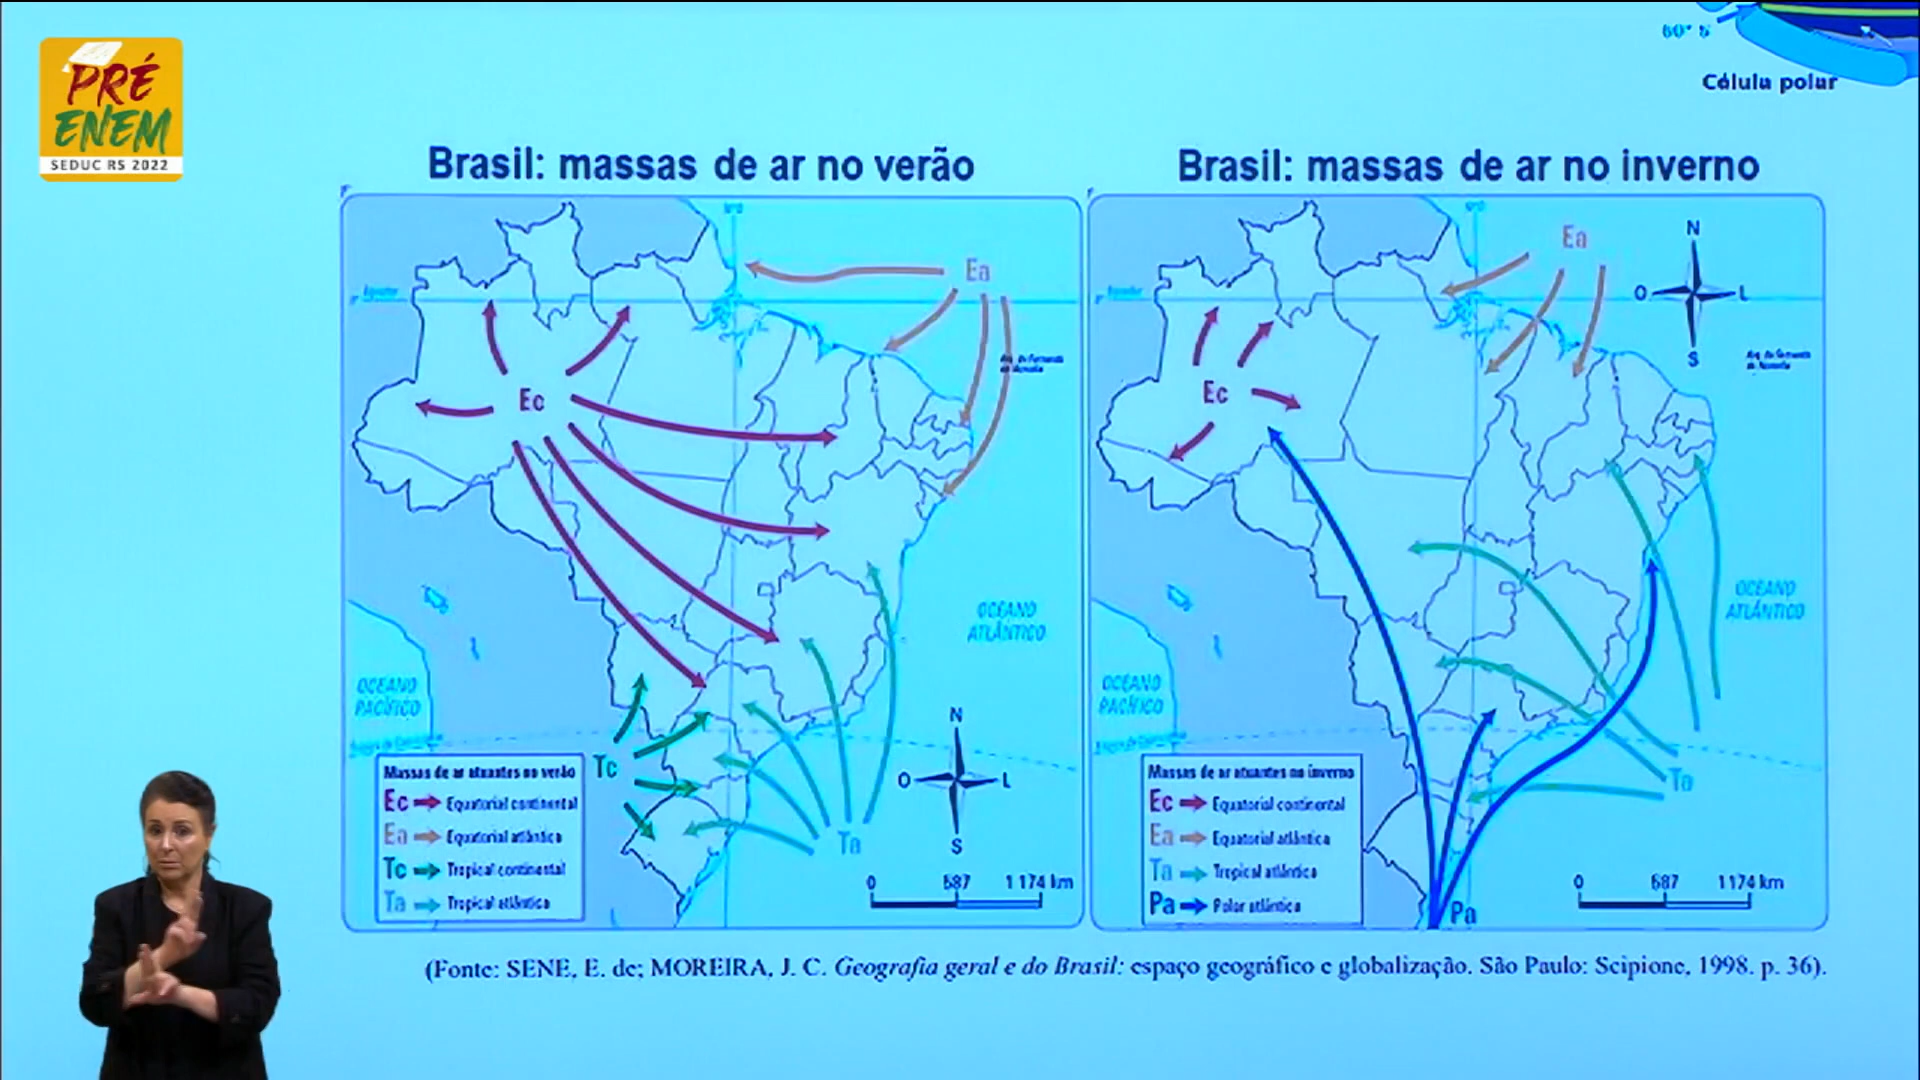 PRÉ
ENEM
SEDUC RS 2022
60° S
Célula polar
Brasil: massas de ar no verão
Ea
Equador
Ec
OCEANO
ATLÂNTICO
OCEANO
PACÍFICO
Tc
Ta
N
O
L
S
Massas de ar atuantes no verão
Ec Equatorial continental
Ea Equatorial atlântica
Tc Tropical continental
Ta Tropical atlântica
0 587 1 174 km
Brasil: massas de ar no inverno
Ea
N
O
L
S
Equador
Ec
OCEANO
ATLÂNTICO
OCEANO
PACÍFICO
Ta
Pa
Massas de ar atuantes no inverno
Ec Equatorial continental
Ea Equatorial atlântica
Ta Tropical atlântica
Pa Polar atlântica
0 587 1 174 km
(Fonte: SENE, E. de; MOREIRA, J. C. Geografia geral e do Brasil: espaço geográfico e globalização. São Paulo: Scipione, 1998. p. 36).